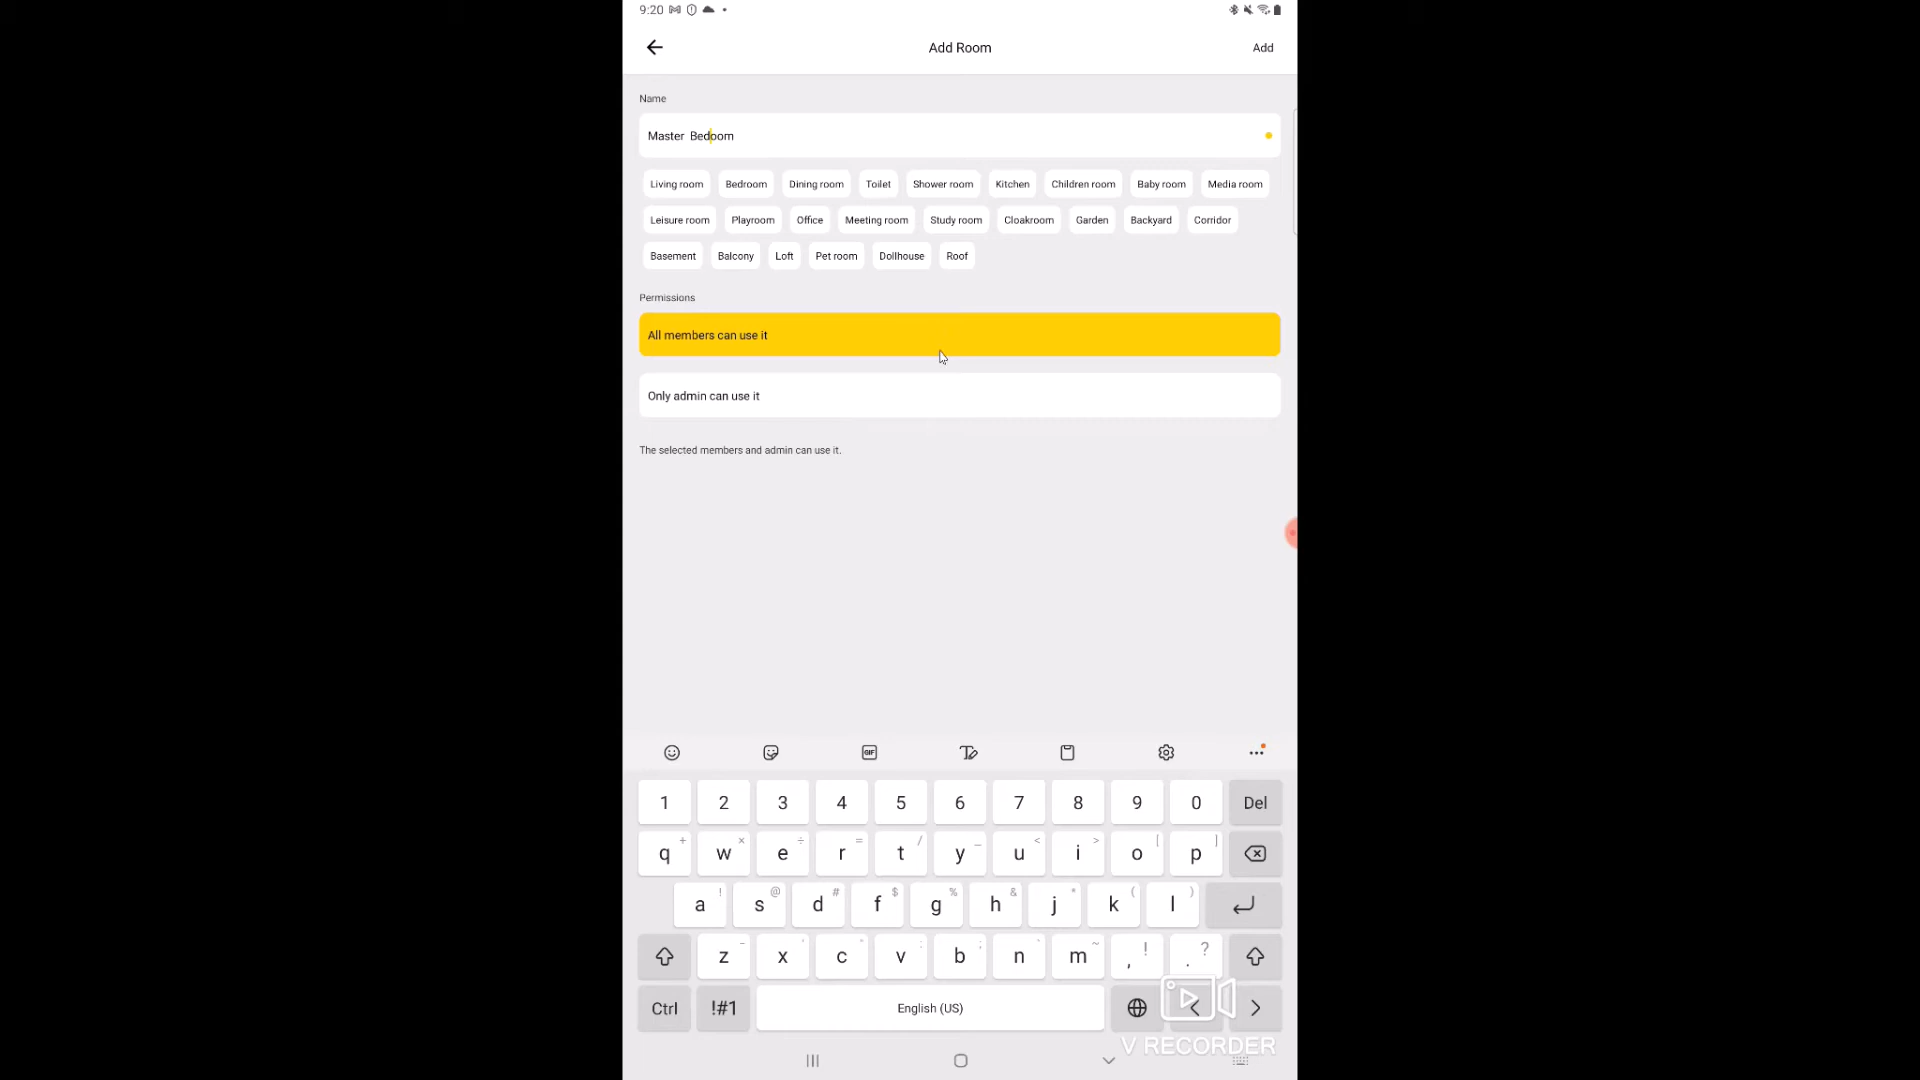 9:20
Add Room
Add
Name
Master  Bedoom
Living room Bedroom Dining room Toilet Shower room Kitchen Children room Baby room Media room
Leisure room Playroom Office Meeting room Study room Cloakroom Garden Backyard Corridor
Basement Balcony Loft Pet room Dollhouse Roof
Permissions
All members can use it
Only admin can use it
The selected members and admin can use it.
GIF
1 2 3 4 5 6 7 8 9 0 Del
+ × ÷ = / _ < > [ ]
q w e r t y u i o p
! @ # $ % & * ( )
a s d f g h j k l
- ' " : ; ` ~ ! ?
z x c v b n m , .
Ctrl !#1 English (US) < >
V RECORDER